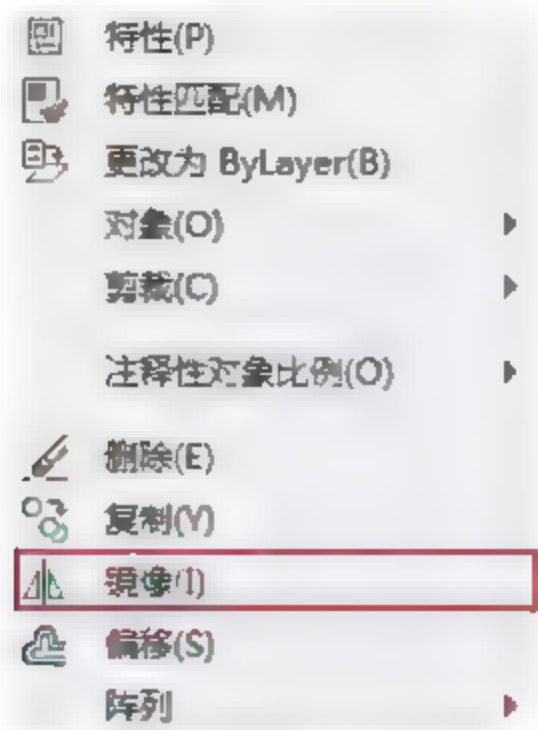 特性(P)
特性匹配(M)
更改为 ByLayer(B)
对象(O)
剪裁(C)
注释性对象比例(O)
删除(E)
复制(Y)
镜像(I)
偏移(S)
阵列